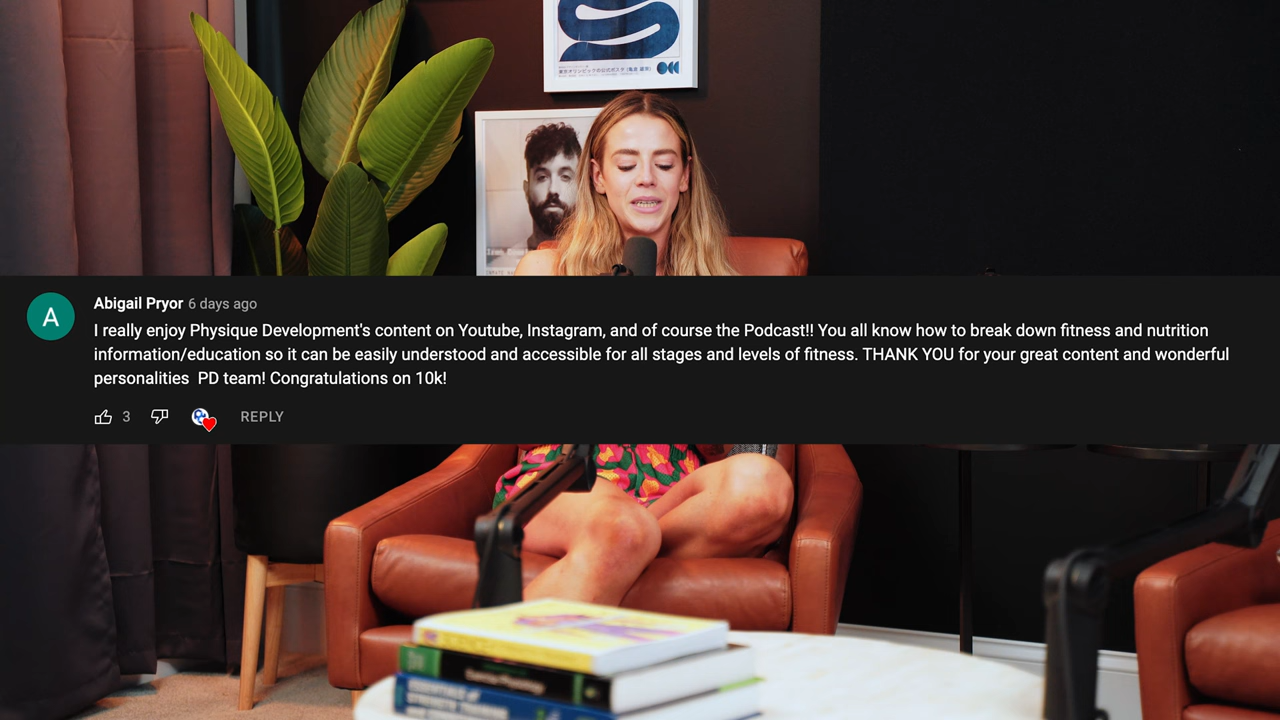 Abigail Pryor 6 days ago
I really enjoy Physique Development's content on Youtube, Instagram, and of course the Podcast!! You all know how to break down fitness and nutrition
information/education so it can be easily understood and accessible for all stages and levels of fitness. THANK YOU for your great content and wonderful
personalities  PD team! Congratulations on 10k!
A
3
REPLY